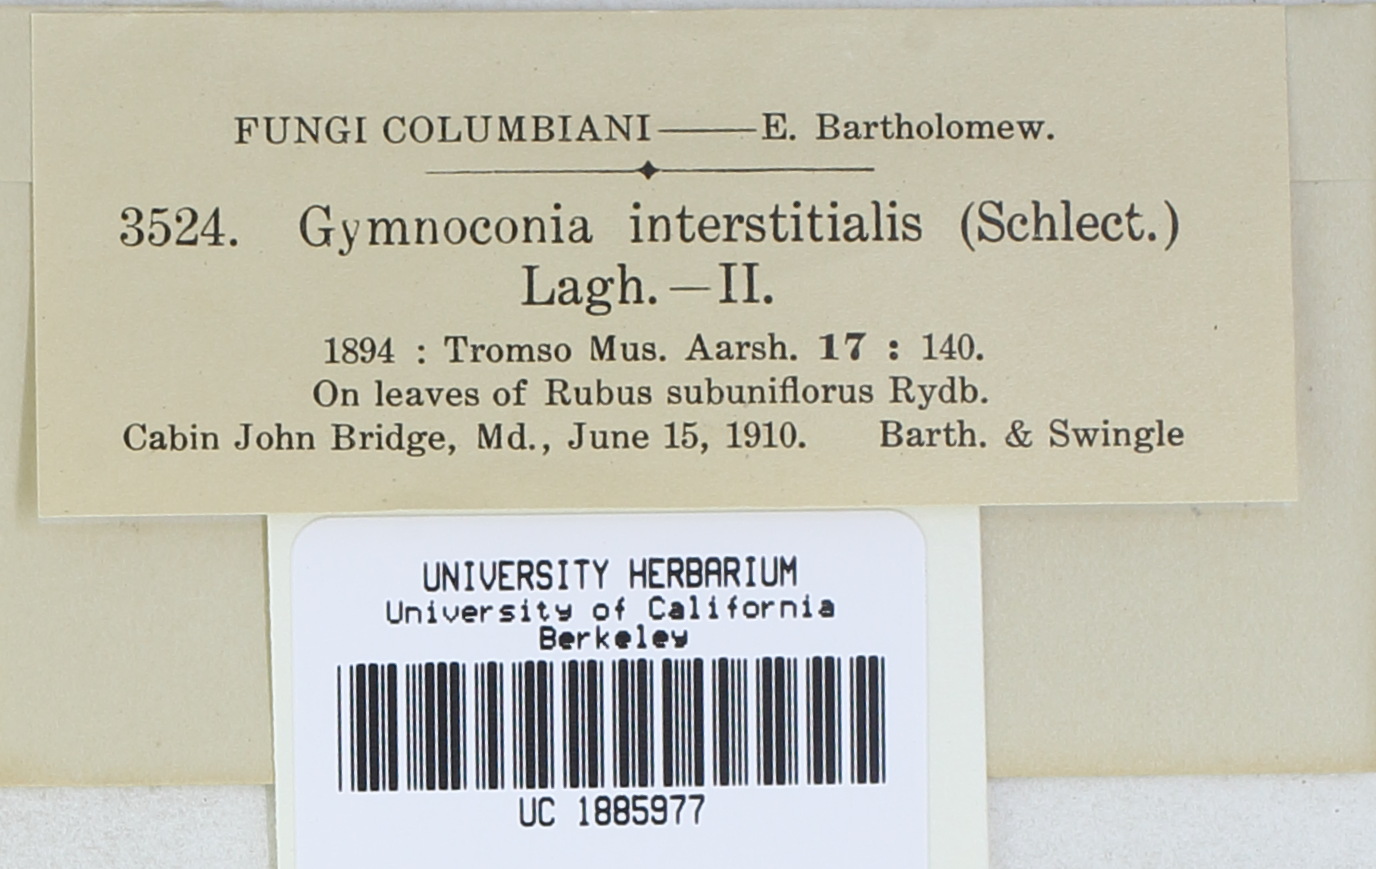 FUNGI COLUMBIANI——E. Bartholomew.
3524. Gymnoconia interstitialis (Schlect.)
Lagh.—II.
1894 : Tromso Mus. Aarsh. 17 : 140.
On leaves of Rubus subuniflorus Rydb.
Cabin John Bridge, Md., June 15, 1910. Barth. & Swingle
UNIVERSITY HERBARIUM
University of California
Berkeley
UC 1885977